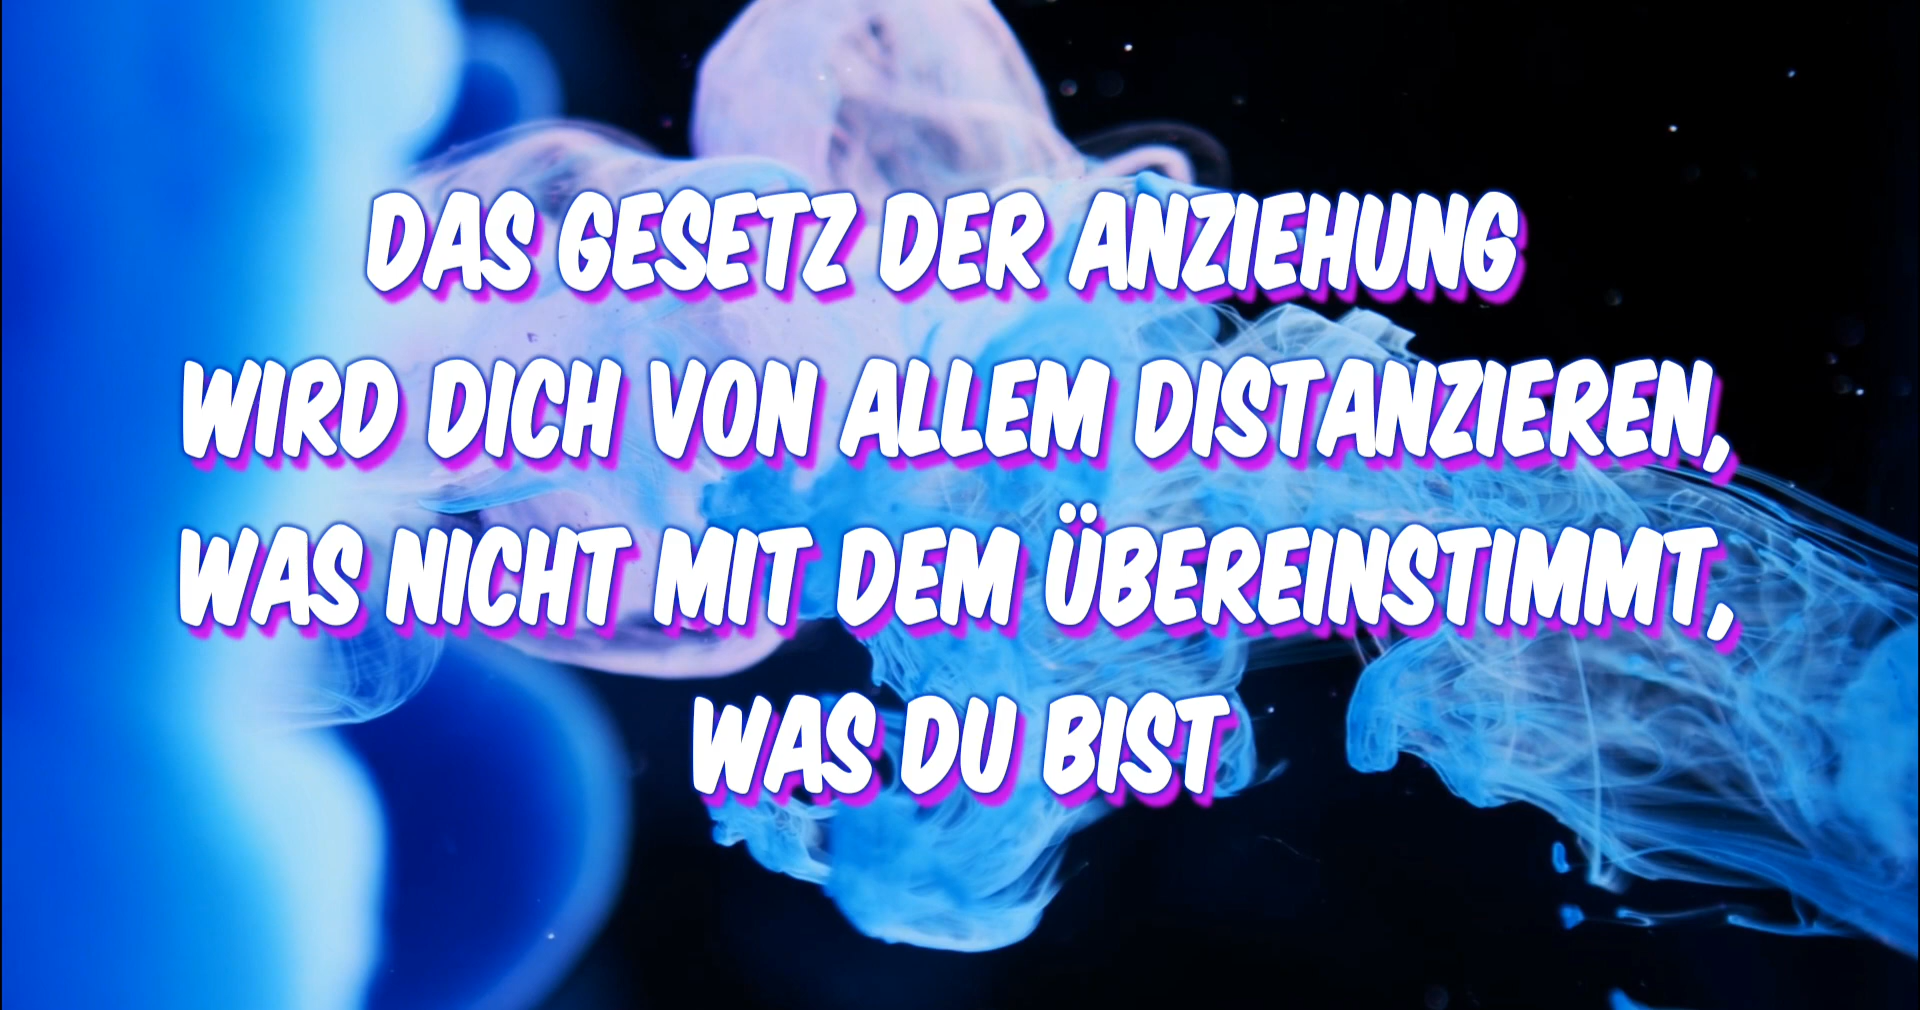 DAS GESETZ DER ANZIEHUNG
WIRD DICH VON ALLEM DISTANZIEREN,
WAS NICHT MIT DEM ÜBEREINSTIMMT,
WAS DU BIST